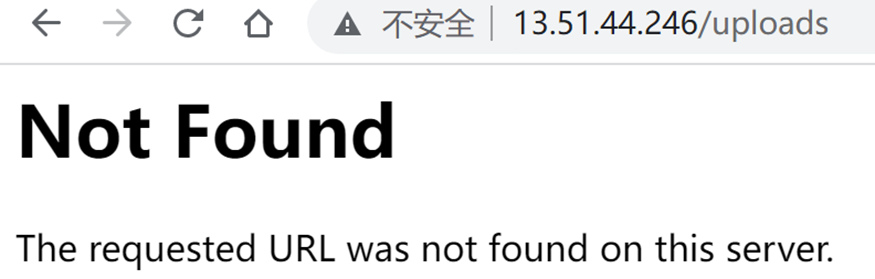 不安全 13.51.44.246/uploads
Not Found
The requested URL was not found on this server.